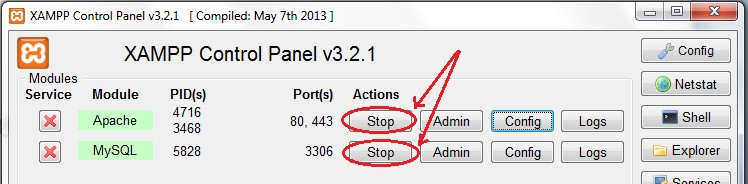 XAMPP Control Panel v3.2.1 [ Compiled: May 7th 2013 ]
XAMPP Control Panel v3.2.1
Config
Modules
Service Module PID(s) Port(s) Actions
Netstat
Apache 4716 3468 80, 443 Stop Admin Config Logs
Shell
MySQL 5828 3306 Stop Admin Config Logs
Explorer
Services